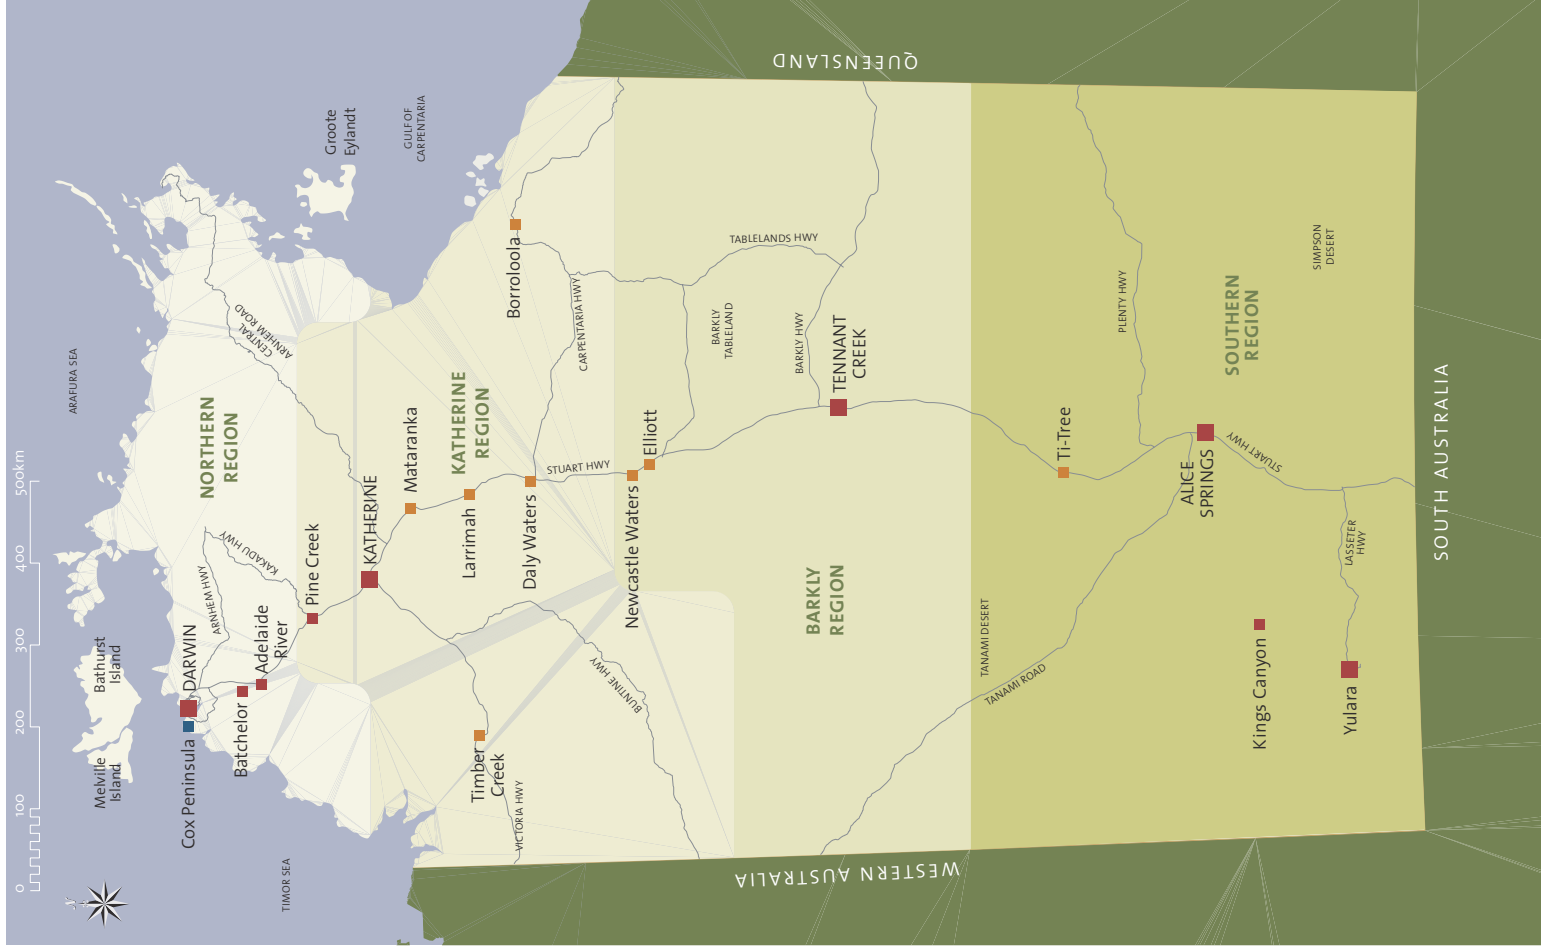 0
100
200
300
400
500km
N
ARAFURA SEA
TIMOR SEA
GULF OF
CARPENTARIA
Melville
Island
Bathurst
Island
Groote
Eylandt
Cox Peninsula
DARWIN
Batchelor
Adelaide
River
ARNHEM HWY
KAKADU HWY
Pine Creek
NORTHERN
REGION
CENTRAL
ARNHEM ROAD
KATHERINE
Mataranka
KATHERINE
REGION
Larrimah
Daly Waters
STUART HWY
Timber
Creek
VICTORIA HWY
BUNTINE HWY
Borroloola
CARPENTARIA HWY
Newcastle Waters
Elliott
BARKLY
TABLELAND
TABLELANDS HWY
BARKLY HWY
TENNANT
CREEK
BARKLY
REGION
TANAMI DESERT
TANAMI ROAD
Ti-Tree
PLENTY HWY
ALICE
SPRINGS
STUART HWY
SOUTHERN
REGION
SIMPSON
DESERT
LASSETER
HWY
Kings Canyon
Yulara
QUEENSLAND
WESTERN AUSTRALIA
SOUTH AUSTRALIA